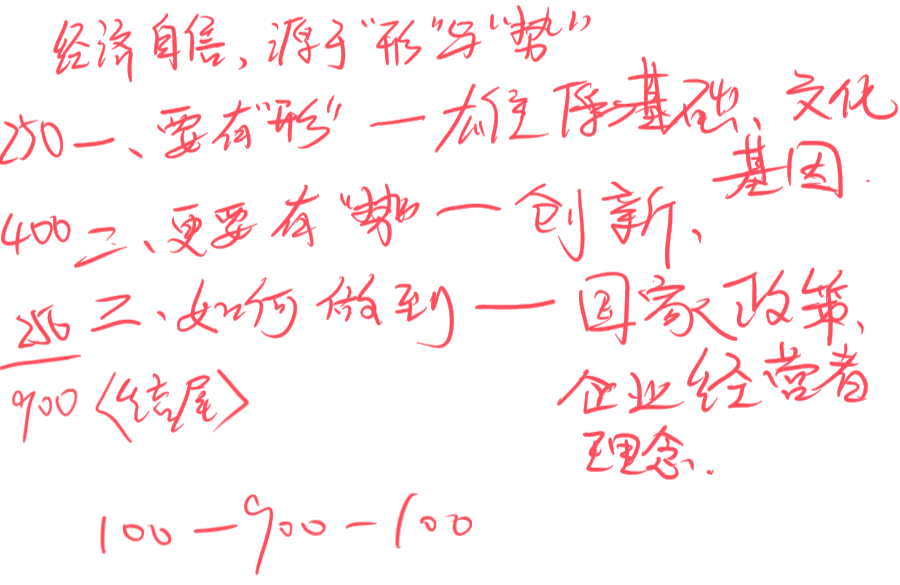 经济自信,源于"形"与"势"
250 一、要有"形" — 雄厚基础、文化基因.
400 二、更要有"势" — 创新、
250 三、如何做到 — 国家政策、
900 <结尾> 企业经营者
理念.
100 — 900 — 100